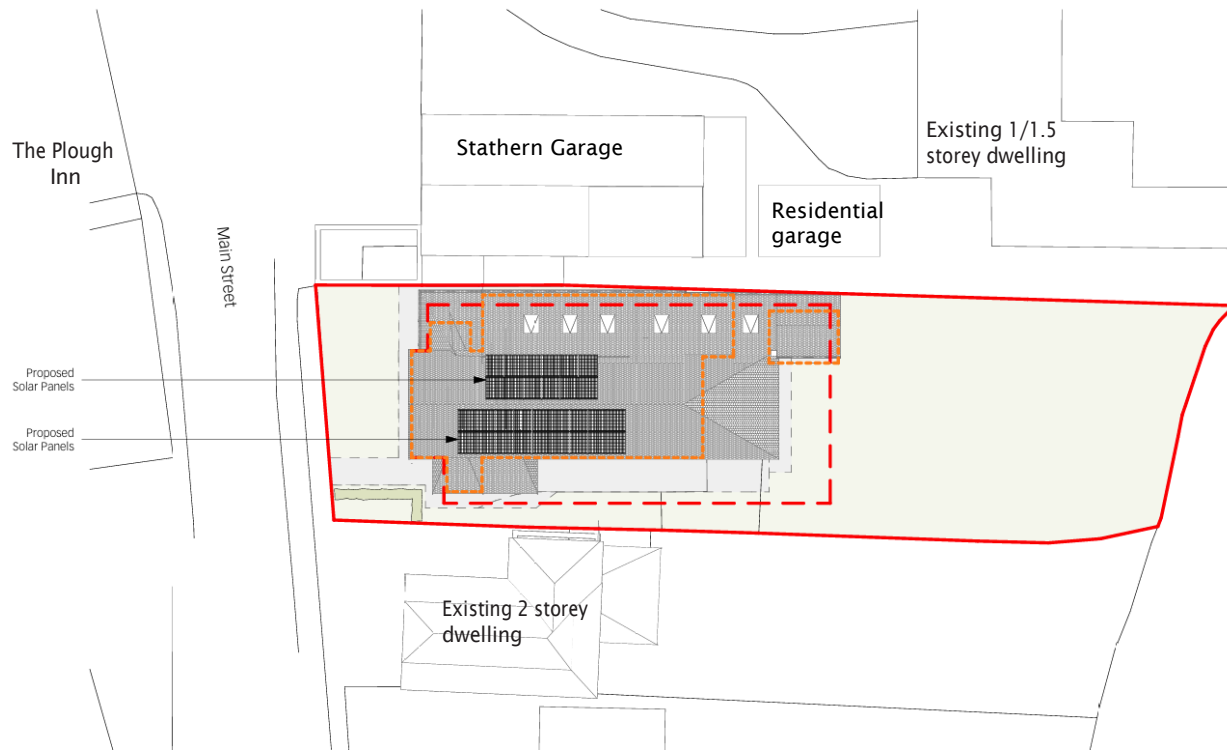 The Plough
Inn
Main Street
Stathern Garage
Existing 1/1.5
storey dwelling
Residential
garage
Proposed
Solar Panels
Proposed
Solar Panels
Existing 2 storey
dwelling